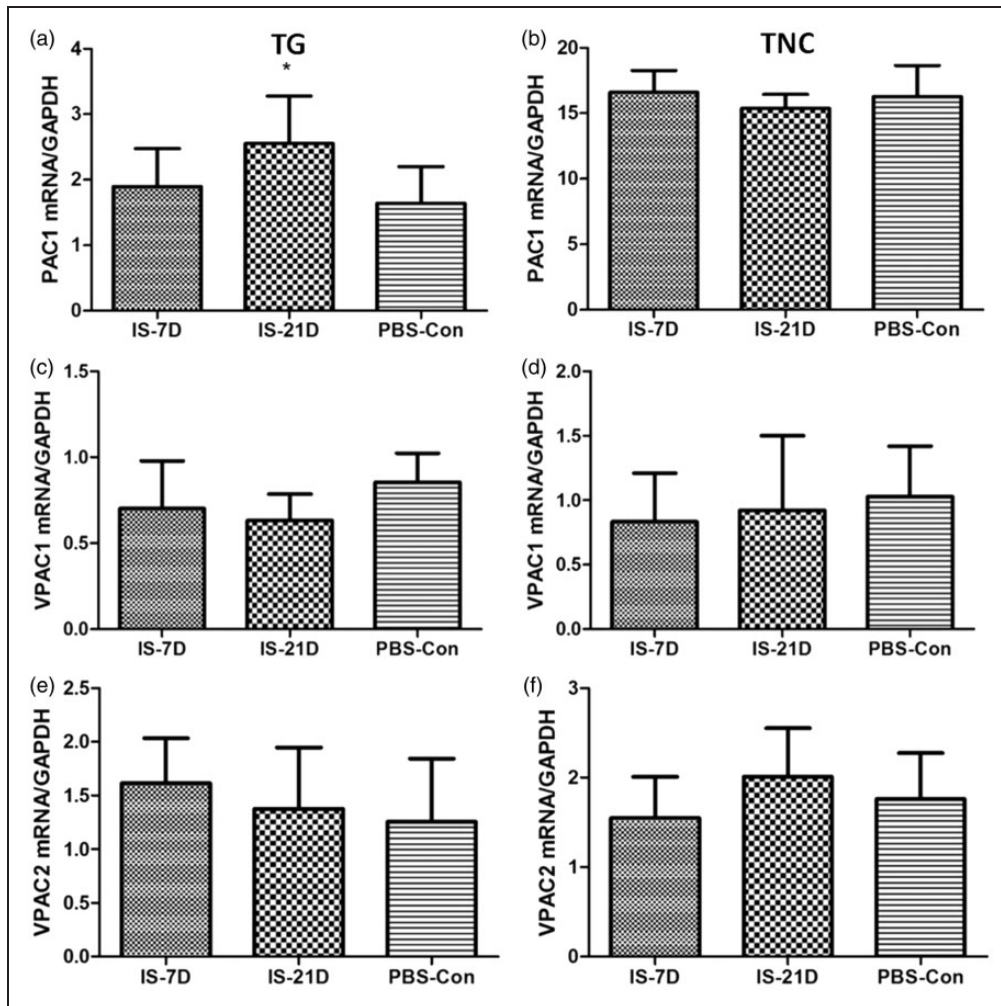 (a) TG (b) TNC
*
PAC1 mRNA/GAPDH
4
3
2
1
0
IS-7D IS-21D PBS-Con
PAC1 mRNA/GAPDH
20
15
10
5
0
IS-7D IS-21D PBS-Con
(c)
VPAC1 mRNA/GAPDH
1.5
1.0
0.5
0.0
IS-7D IS-21D PBS-Con
(d)
VPAC1 mRNA/GAPDH
2.0
1.5
1.0
0.5
0.0
IS-7D IS-21D PBS-Con
(e)
VPAC2 mRNA/GAPDH
2.5
2.0
1.5
1.0
0.5
0.0
IS-7D IS-21D PBS-Con
(f)
VPAC2 mRNA/GAPDH
3
2
1
0
IS-7D IS-21D PBS-Con